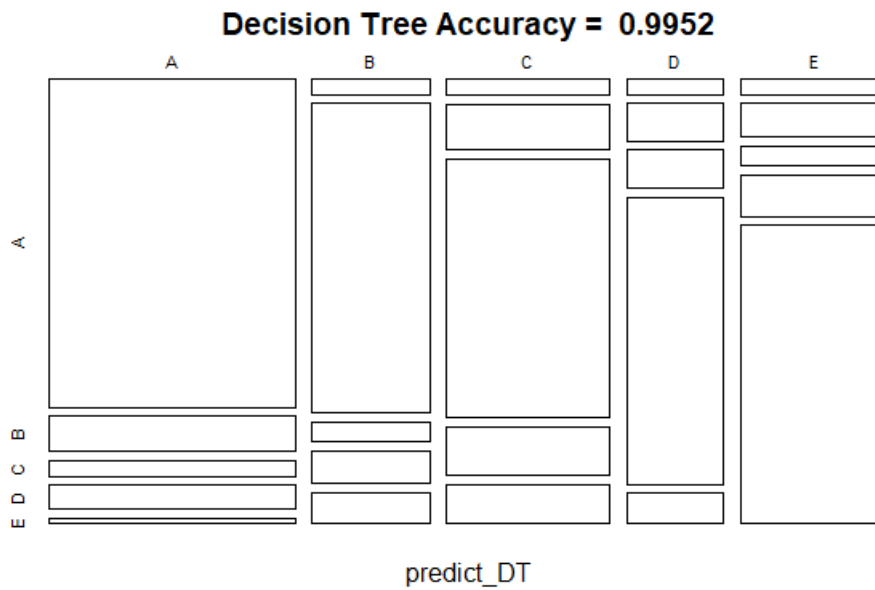 Decision Tree Accuracy = 0.9952
A B C D E
A
B
C
D
E
predict_DT